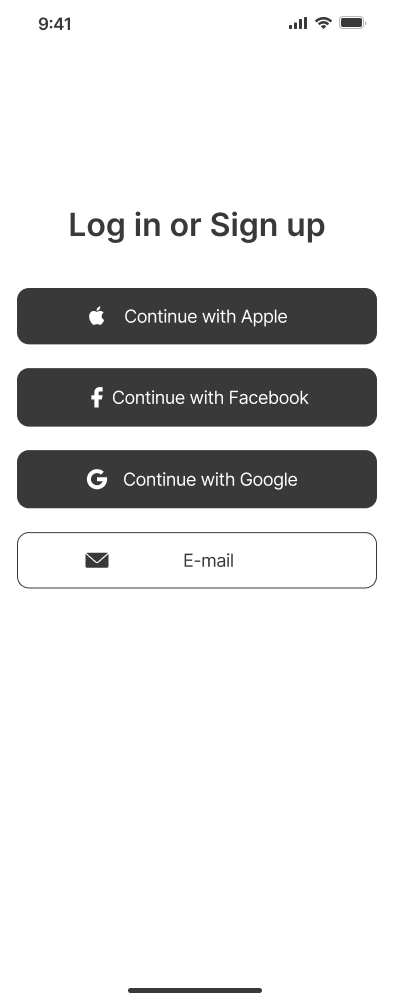 9:41
Log in or Sign up
Continue with Apple
Continue with Facebook
Continue with Google
E-mail